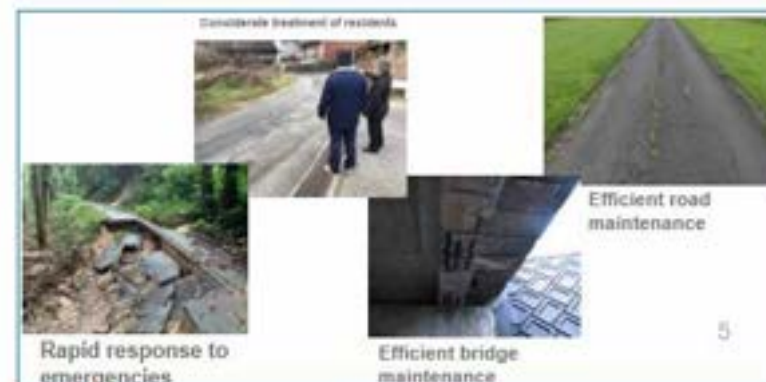 Considerate treatment of residents
Efficient road
maintenance
Rapid response to
emergencies
Efficient bridge
maintenance
5